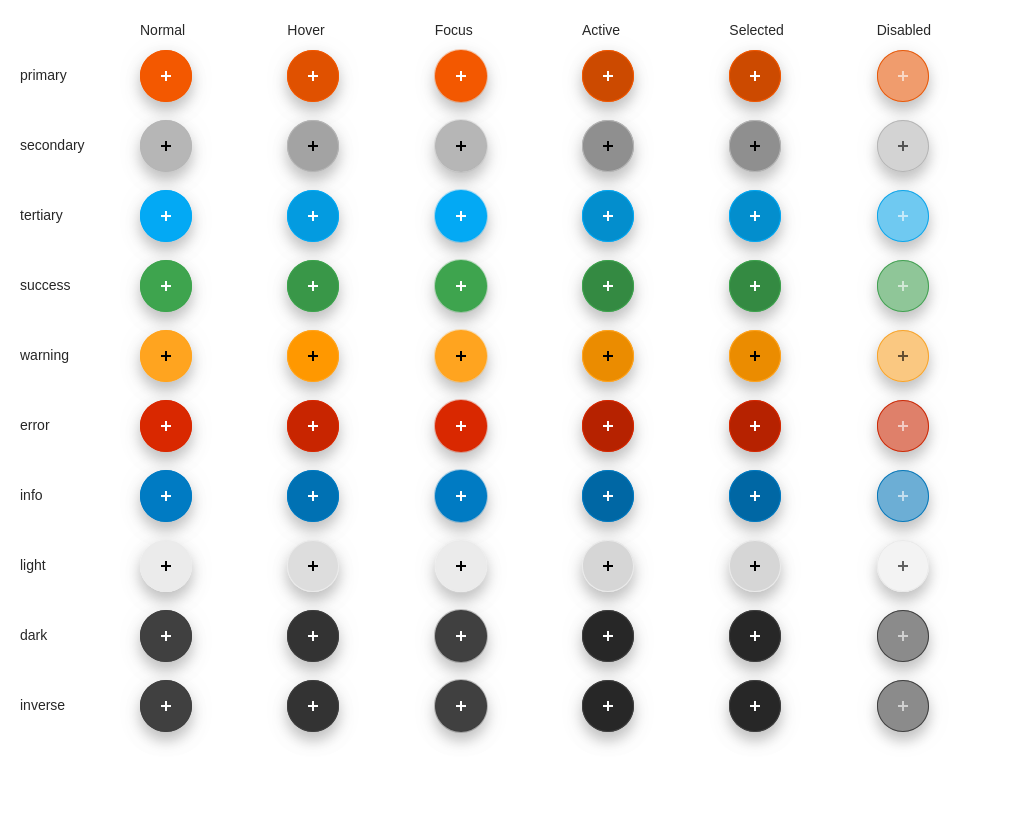 Normal Hover Focus Active Selected Disabled
primary
secondary
tertiary
success
warning
error
info
light
dark
inverse